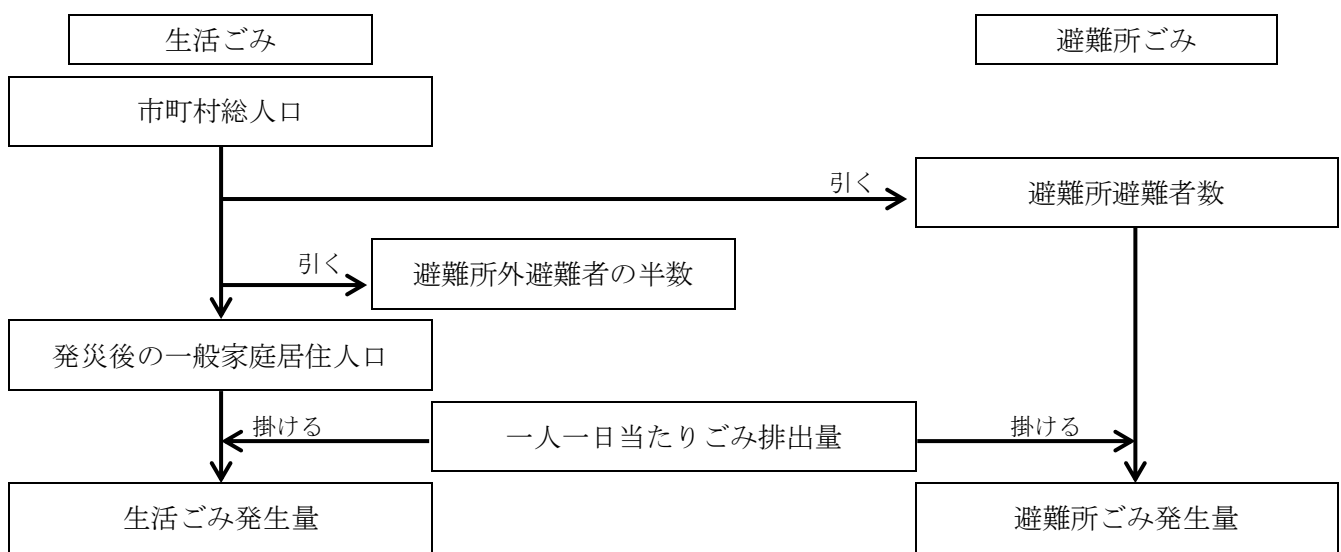 生活ごみ
避難所ごみ
市町村総人口
引く
避難所避難者数
引く
避難所外避難者の半数
発災後の一般家庭居住人口
掛ける
一人一日当たりごみ排出量
掛ける
生活ごみ発生量
避難所ごみ発生量